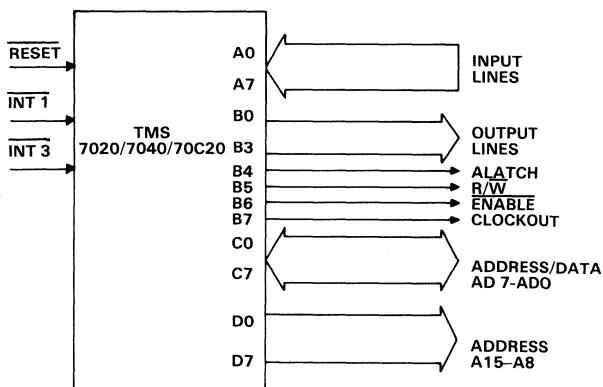 RESET
INT 1
INT 3
TMS
7020/7040/70C20
A0
A7
B0
B3
B4
B5
B6
B7
C0
C7
D0
D7
INPUT
LINES
OUTPUT
LINES
ALATCH
R/W
ENABLE
CLOCKOUT
ADDRESS/DATA
AD 7-AD0
ADDRESS
A15–A8